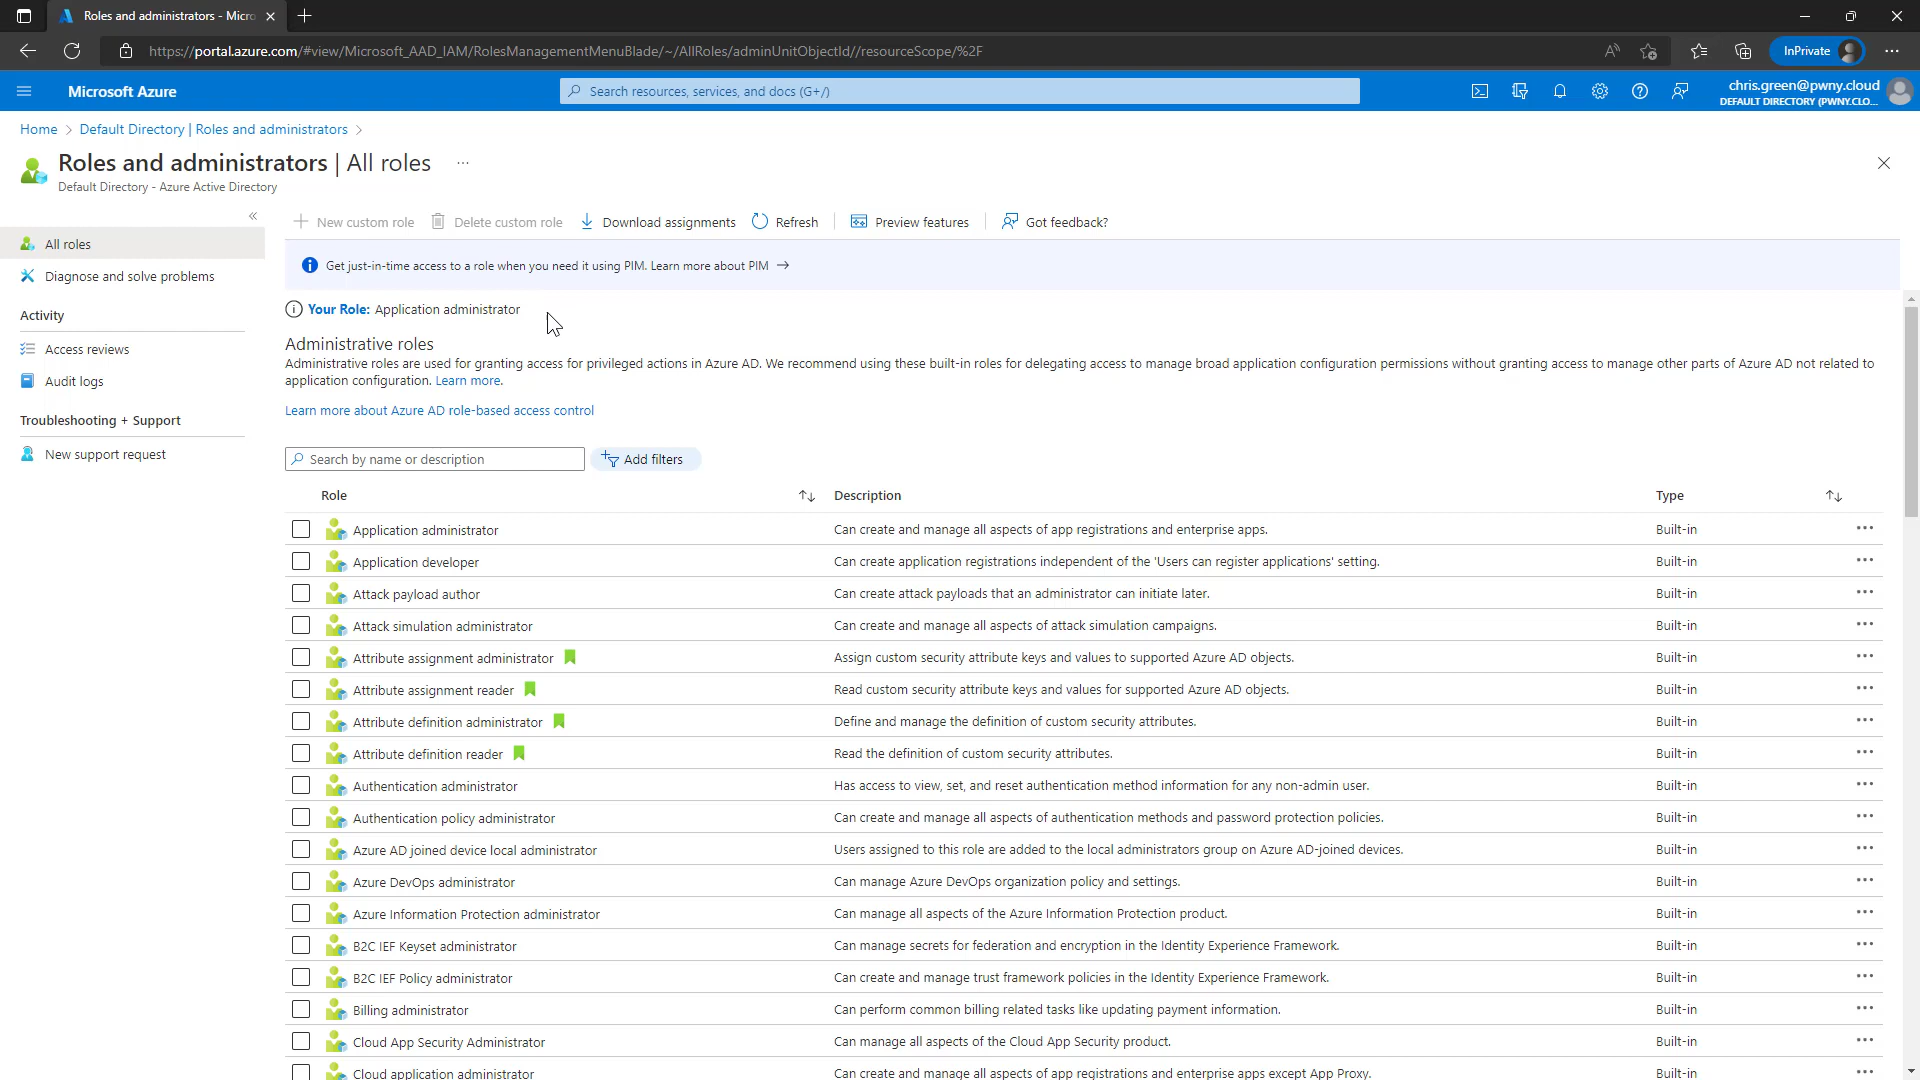 Roles and administrators - Micro
https://portal.azure.com/#view/Microsoft_AAD_IAM/RolesManagementMenuBlade/~/AllRoles/adminUnitObjectId//resourceScope/%2F
InPrivate
Microsoft Azure
Search resources, services, and docs (G+/)
chris.green@pwny.cloud
DEFAULT DIRECTORY (PWNY.CLO...
Home > Default Directory | Roles and administrators >
Roles and administrators | All roles ...
Default Directory - Azure Active Directory
All roles
Diagnose and solve problems
Activity
Access reviews
Audit logs
Troubleshooting + Support
New support request
New custom role
Delete custom role
Download assignments
Refresh
Preview features
Got feedback?
Get just-in-time access to a role when you need it using PIM. Learn more about PIM →
Your Role: Application administrator
Administrative roles
Administrative roles are used for granting access for privileged actions in Azure AD. We recommend using these built-in roles for delegating access to manage broad application configuration permissions without granting access to manage other parts of Azure AD not related to
application configuration. Learn more.
Learn more about Azure AD role-based access control
Search by name or description
Add filters
Role Description Type
Application administrator Can create and manage all aspects of app registrations and enterprise apps. Built-in
Application developer Can create application registrations independent of the 'Users can register applications' setting. Built-in
Attack payload author Can create attack payloads that an administrator can initiate later. Built-in
Attack simulation administrator Can create and manage all aspects of attack simulation campaigns. Built-in
Attribute assignment administrator Assign custom security attribute keys and values to supported Azure AD objects. Built-in
Attribute assignment reader Read custom security attribute keys and values for supported Azure AD objects. Built-in
Attribute definition administrator Define and manage the definition of custom security attributes. Built-in
Attribute definition reader Read the definition of custom security attributes. Built-in
Authentication administrator Has access to view, set, and reset authentication method information for any non-admin user. Built-in
Authentication policy administrator Can create and manage all aspects of authentication methods and password protection policies. Built-in
Azure AD joined device local administrator Users assigned to this role are added to the local administrators group on Azure AD-joined devices. Built-in
Azure DevOps administrator Can manage Azure DevOps organization policy and settings. Built-in
Azure Information Protection administrator Can manage all aspects of the Azure Information Protection product. Built-in
B2C IEF Keyset administrator Can manage secrets for federation and encryption in the Identity Experience Framework. Built-in
B2C IEF Policy administrator Can create and manage trust framework policies in the Identity Experience Framework. Built-in
Billing administrator Can perform common billing related tasks like updating payment information. Built-in
Cloud App Security Administrator Can manage all aspects of the Cloud App Security product. Built-in
Cloud application administrator Can create and manage all aspects of app registrations and enterprise apps except App Proxy. Built-in